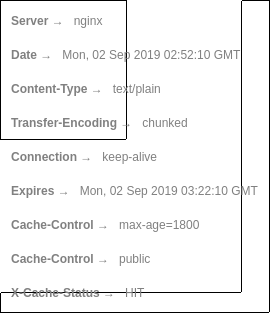 Server → nginx
Date → Mon, 02 Sep 2019 02:52:10 GMT
Content-Type → text/plain
Transfer-Encoding → chunked
Connection → keep-alive
Expires → Mon, 02 Sep 2019 03:22:10 GMT
Cache-Control → max-age=1800
Cache-Control → public
X-Cache-Status → HIT